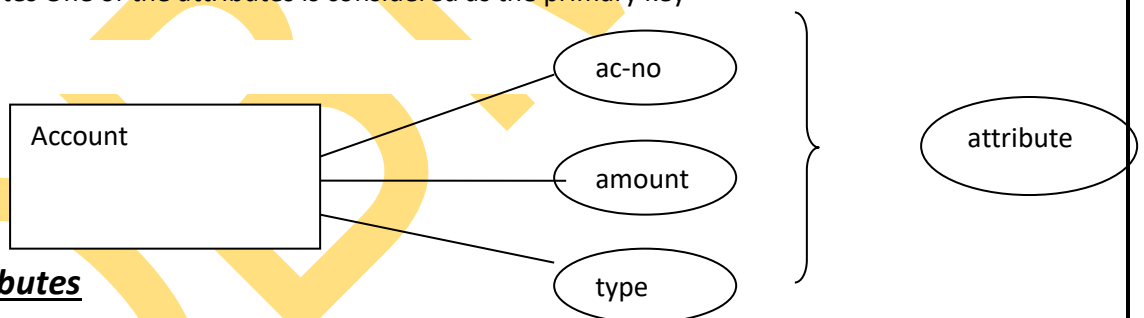 tes One of the attributes is considered as the primary key
ac-no
Account
attribute
amount
butes
type